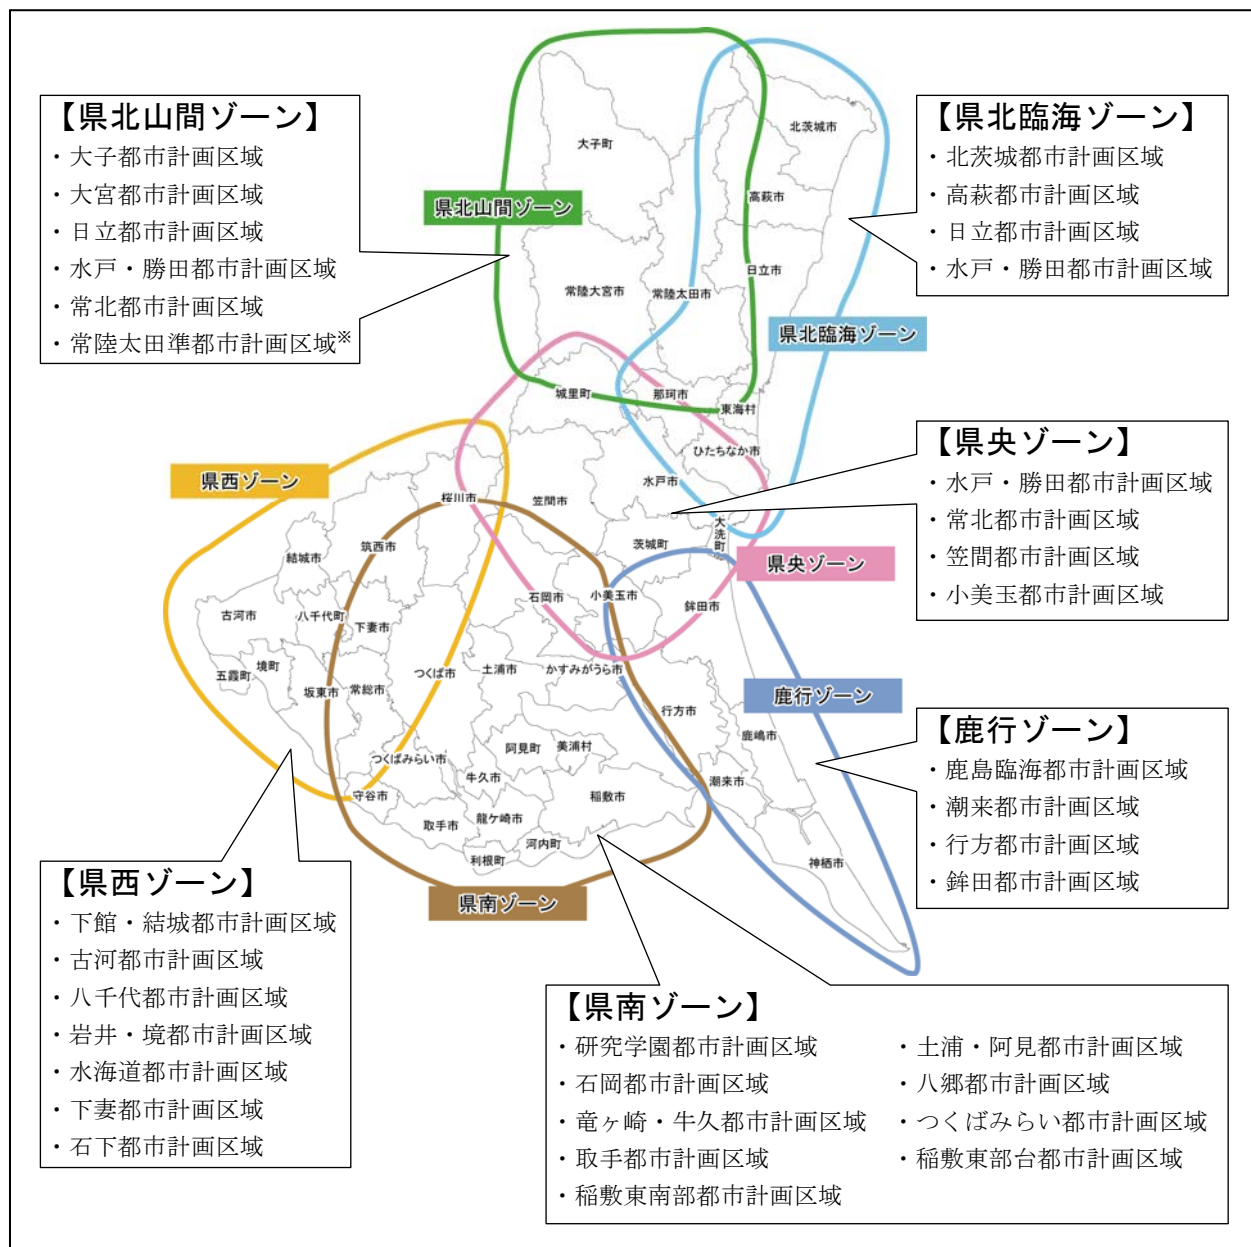 【県北山間ゾーン】
・大子都市計画区域
・大宮都市計画区域
・日立都市計画区域
・水戸・勝田都市計画区域
・常北都市計画区域
・常陸太田準都市計画区域※
【県北臨海ゾーン】
・北茨城都市計画区域
・高萩都市計画区域
・日立都市計画区域
・水戸・勝田都市計画区域
北茨城市
大子町
高萩市
県北山間ゾーン
日立市
常陸大宮市
常陸太田市
県北臨海ゾーン
城里町
那珂市
東海村
ひたちなか市
【県央ゾーン】
・水戸・勝田都市計画区域
・常北都市計画区域
・笠間都市計画区域
・小美玉都市計画区域
県西ゾーン
水戸市
桜川市
笠間市
大洗町
茨城町
筑西市
結城市
県央ゾーン
石岡市
小美玉市
鉾田市
古河市
八千代町
下妻市
五霞町
境町
つくば市
土浦市
かすみがうら市
坂東市
常総市
鹿行ゾーン
行方市
鹿嶋市
【鹿行ゾーン】
・鹿島臨海都市計画区域
・潮来都市計画区域
・行方都市計画区域
・鉾田都市計画区域
阿見町
美浦村
つくばみらい市
牛久市
潮来市
守谷市
稲敷市
取手市
龍ケ崎市
河内町
利根町
神栖市
県南ゾーン
【県西ゾーン】
・下館・結城都市計画区域
・古河都市計画区域
・八千代都市計画区域
・岩井・境都市計画区域
・水海道都市計画区域
・下妻都市計画区域
・石下都市計画区域
【県南ゾーン】
・研究学園都市計画区域
・石岡都市計画区域
・竜ヶ崎・牛久都市計画区域
・取手都市計画区域
・稲敷東南部都市計画区域
・土浦・阿見都市計画区域
・八郷都市計画区域
・つくばみらい都市計画区域
・稲敷東部台都市計画区域